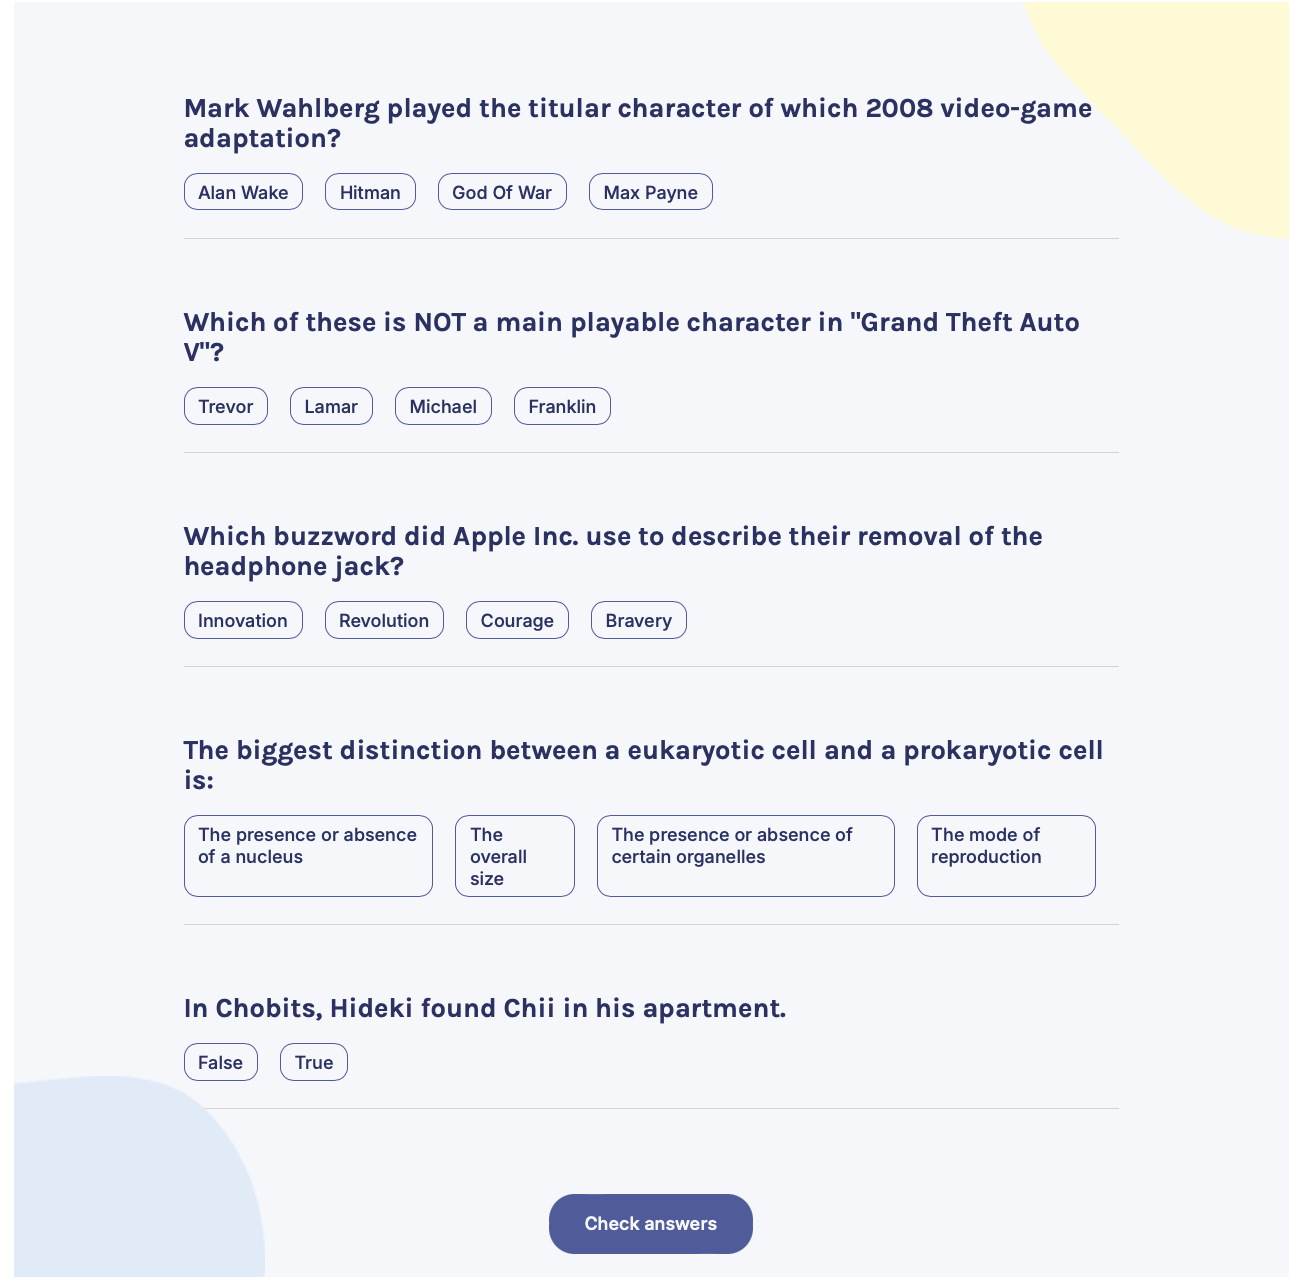 Mark Wahlberg played the titular character of which 2008 video-game
adaptation?
Alan Wake Hitman God Of War Max Payne
Which of these is NOT a main playable character in "Grand Theft Auto
V"?
Trevor Lamar Michael Franklin
Which buzzword did Apple Inc. use to describe their removal of the
headphone jack?
Innovation Revolution Courage Bravery
The biggest distinction between a eukaryotic cell and a prokaryotic cell
is:
The presence or absence
of a nucleus
The
overall
size
The presence or absence of
certain organelles
The mode of
reproduction
In Chobits, Hideki found Chii in his apartment.
False True
Check answers